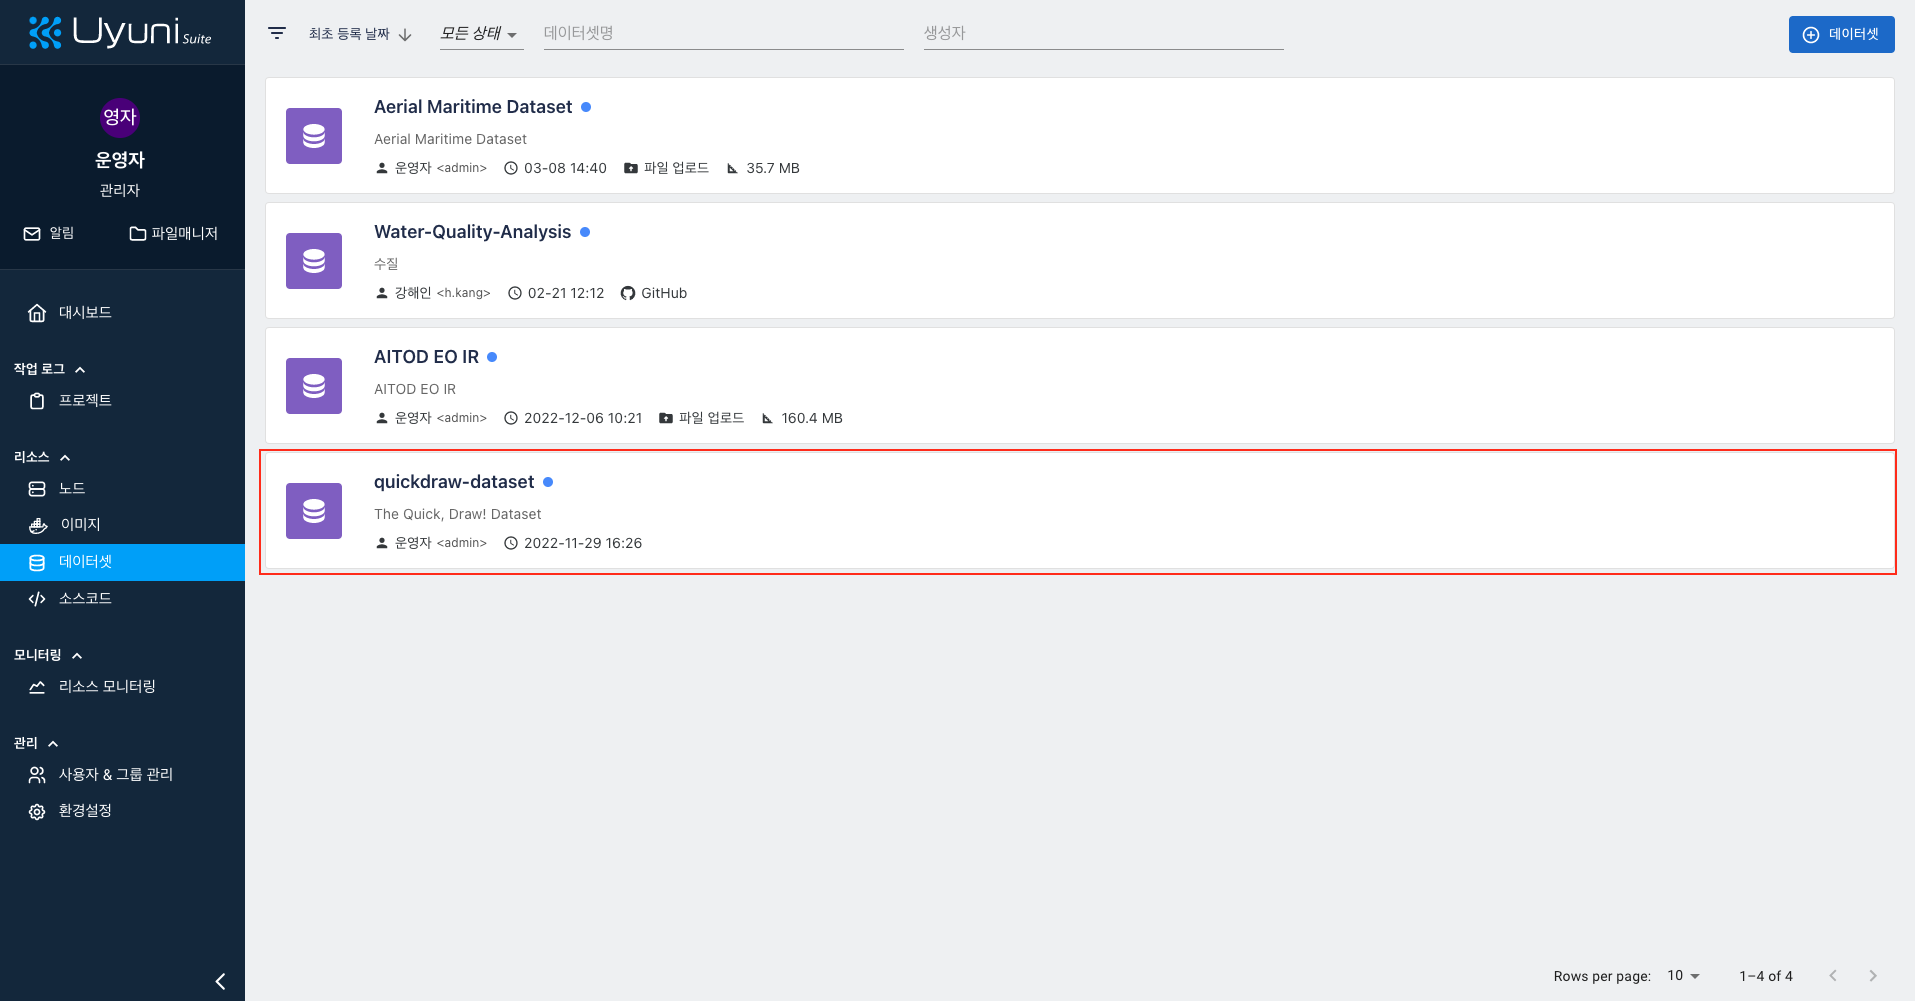 Uyuni Suite
영자
운영자
관리자
알림
파일매니저
대시보드
작업 로그
프로젝트
리소스
노드
이미지
데이터셋
소스코드
모니터링
리소스 모니터링
관리
사용자 & 그룹 관리
환경설정
최초 등록 날짜
모든 상태
데이터셋명
생성자
데이터셋
Aerial Maritime Dataset
Aerial Maritime Dataset
운영자 <admin> 03-08 14:40 파일 업로드 35.7 MB
Water-Quality-Analysis
수질
강해인 <h.kang> 02-21 12:12 GitHub
AITOD EO IR
AITOD EO IR
운영자 <admin> 2022-12-06 10:21 파일 업로드 160.4 MB
quickdraw-dataset
The Quick, Draw! Dataset
운영자 <admin> 2022-11-29 16:26
Rows per page: 10 1–4 of 4